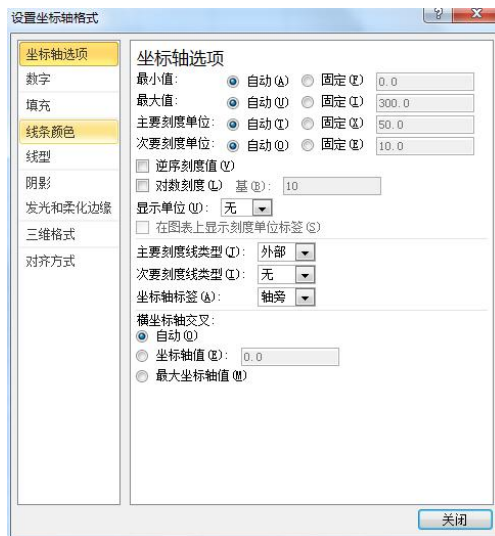 设置坐标轴格式
坐标轴选项
数字
填充
线条颜色
线型
阴影
发光和柔化边缘
三维格式
对齐方式
坐标轴选项
最小值: 自动(A) 固定(F) 0.0
最大值: 自动(U) 固定(I) 300.0
主要刻度单位: 自动(T) 固定(X) 50.0
次要刻度单位: 自动(O) 固定(E) 10.0
逆序刻度值(V)
对数刻度(L) 基(B): 10
显示单位(U): 无
在图表上显示刻度单位标签(S)
主要刻度线类型(J): 外部
次要刻度线类型(I): 无
坐标轴标签(A): 轴旁
横坐标轴交叉:
自动(O)
坐标轴值(E): 0.0
最大坐标轴值(M)
关闭